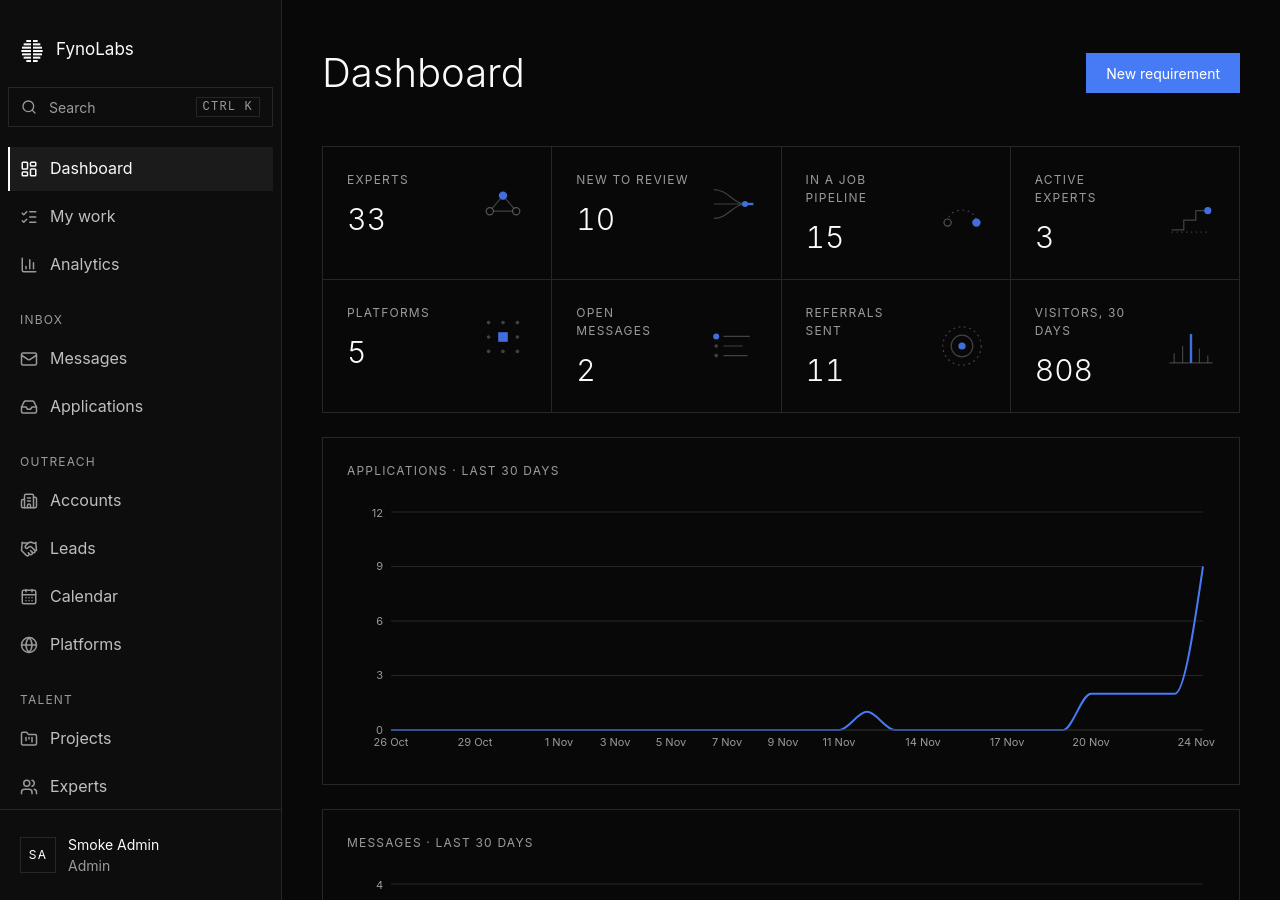 FynoLabs
Search CTRL K
Dashboard
My work
Analytics
INBOX
Messages
Applications
OUTREACH
Accounts
Leads
Calendar
Platforms
TALENT
Projects
Experts
SA
Smoke Admin
Admin
Dashboard
New requirement
EXPERTS
33
NEW TO REVIEW
10
IN A JOB
PIPELINE
15
ACTIVE
EXPERTS
3
PLATFORMS
5
OPEN
MESSAGES
2
REFERRALS
SENT
11
VISITORS, 30
DAYS
808
APPLICATIONS · LAST 30 DAYS
12
9
6
3
0
26 Oct 29 Oct 1 Nov 3 Nov 5 Nov 7 Nov 9 Nov 11 Nov 14 Nov 17 Nov 20 Nov 24 Nov
MESSAGES · LAST 30 DAYS
4